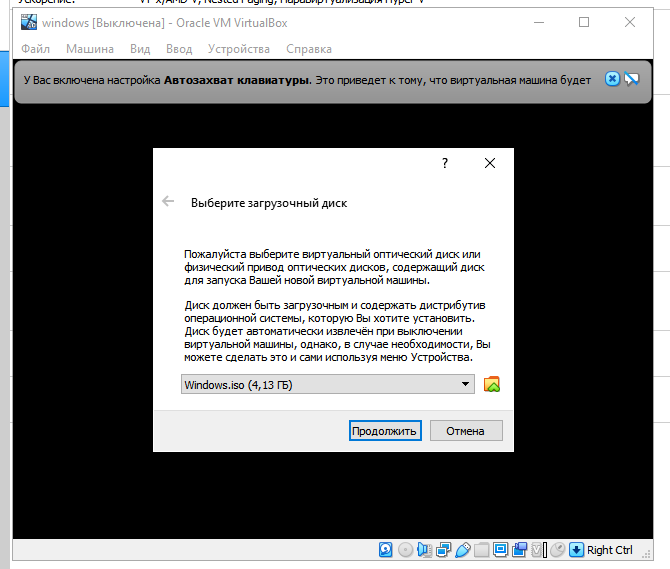 windows [Выключена] - Oracle VM VirtualBox
Файл Машина Вид Ввод Устройства Справка
У Вас включена настройка Автозахват клавиатуры. Это приведет к тому, что виртуальная машина будет
?
Выберите загрузочный диск
Пожалуйста выберите виртуальный оптический диск или
физический привод оптических дисков, содержащий диск
для запуска Вашей новой виртуальной машины.
Диск должен быть загрузочным и содержать дистрибутив
операционной системы, которую Вы хотите установить.
Диск будет автоматически извлечён при выключении
виртуальной машины, однако, в случае необходимости, Вы
можете сделать это и сами используя меню Устройства.
Windows.iso (4,13 ГБ)
Продолжить Отмена
Right Ctrl